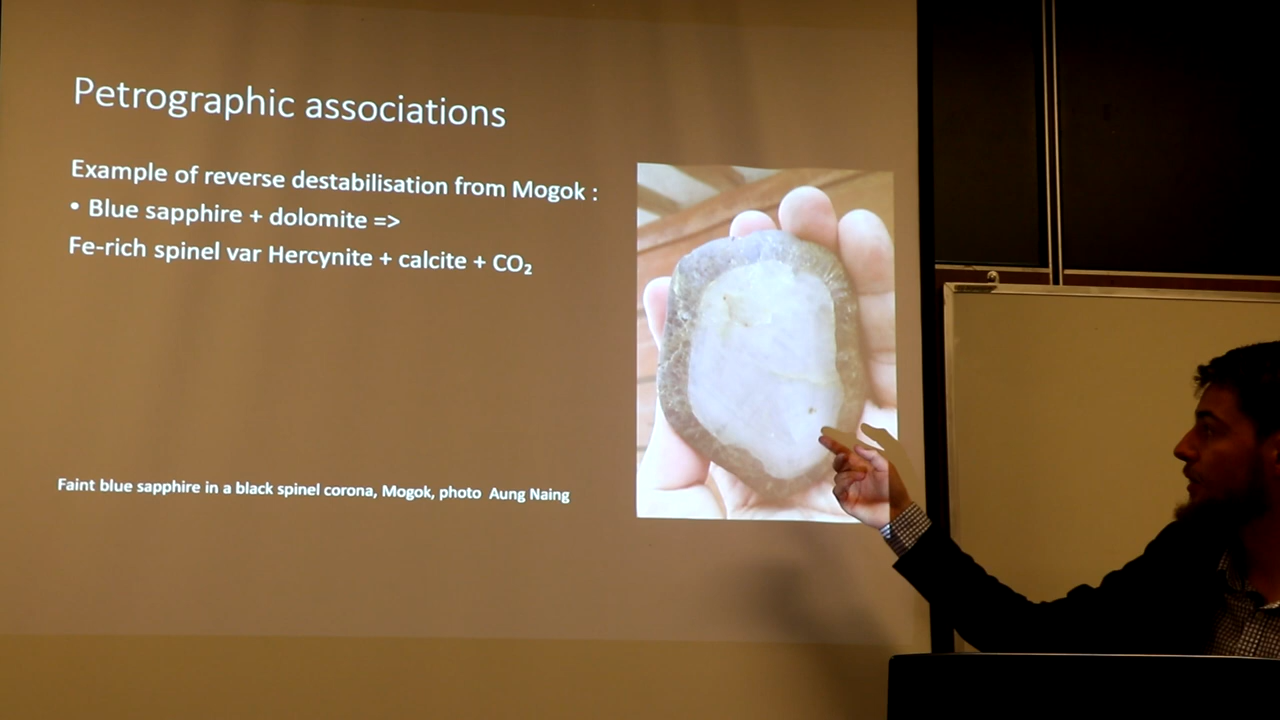 Petrographic associations
Example of reverse destabilisation from Mogok :
• Blue sapphire + dolomite =>
Fe-rich spinel var Hercynite + calcite + CO₂
Faint blue sapphire in a black spinel corona, Mogok, photo Aung Naing